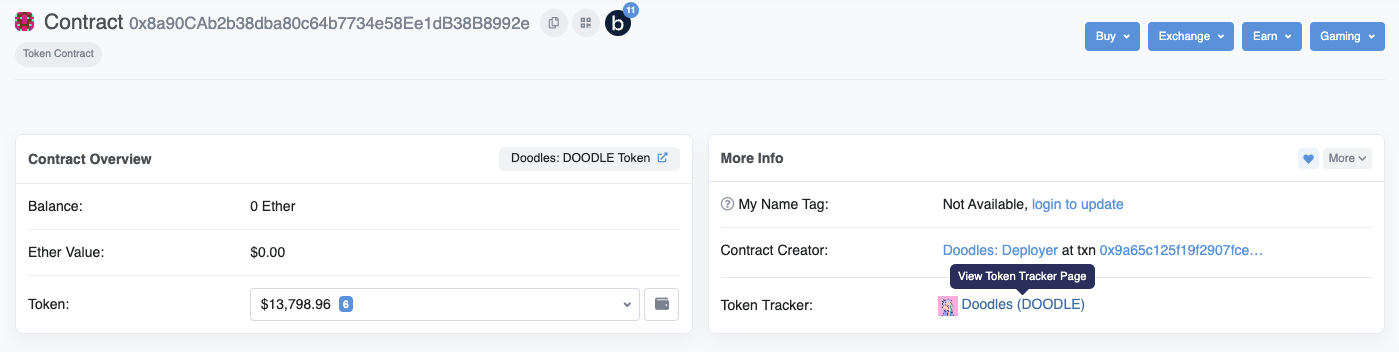 Contract 0x8a90CAb2b38dba80c64b7734e58Ee1dB38B8992e b 11
Buy Exchange Earn Gaming
Token Contract
Contract Overview
Doodles: DOODLE Token
Balance: 0 Ether
Ether Value: $0.00
Token: $13,798.96 6
More Info
More
My Name Tag: Not Available, login to update
Contract Creator: Doodles: Deployer at txn 0x9a65c125f19f2907fce...
View Token Tracker Page
Token Tracker: Doodles (DOODLE)